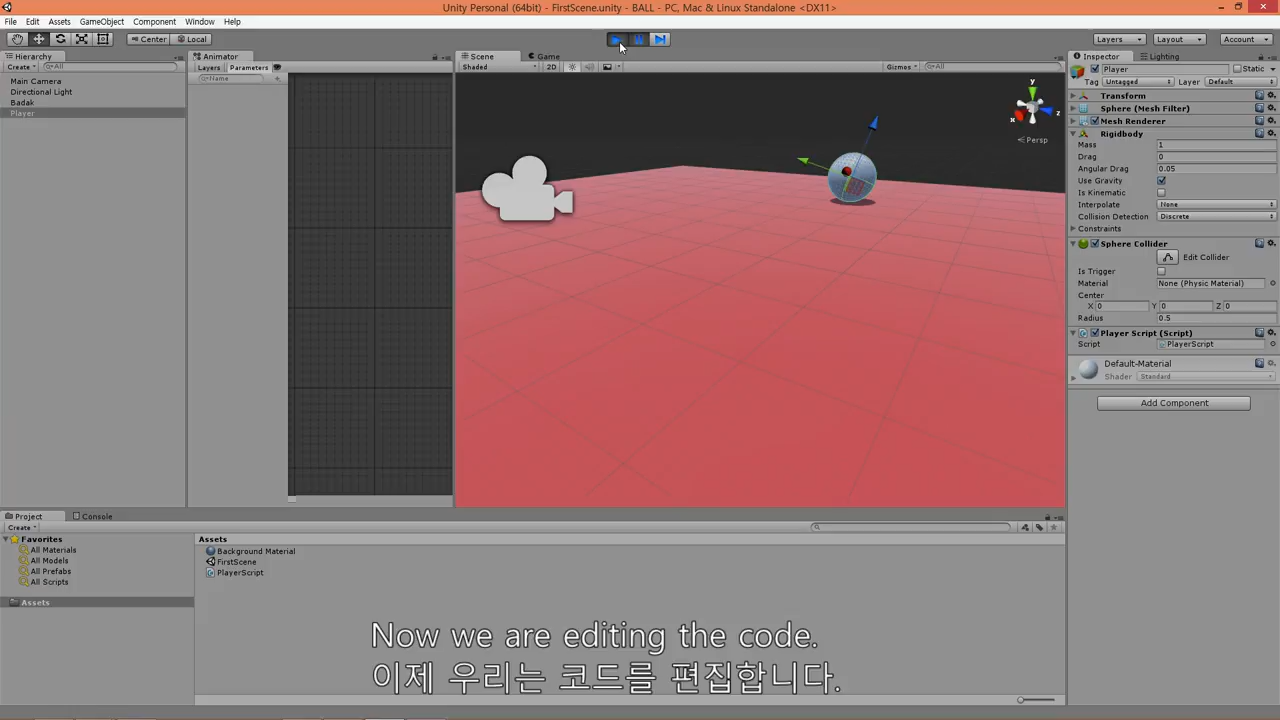 Unity Personal (64bit) - FirstScene.unity - BALL - PC, Mac & Linux Standalone <DX11>
File Edit Assets GameObject Component Window Help
Center Local Layers Layout Account
Hierarchy Animator Scene Game Inspector Lighting
Create All Layers Parameters Shaded 2D Gizmos All Player Static
Name Tag Untagged Layer Default
Main Camera
Directional Light
Badak
Player
y
x
z
Persp
Transform
Sphere (Mesh Filter)
Mesh Renderer
Rigidbody
Mass 1
Drag 0
Angular Drag 0.05
Use Gravity
Is Kinematic
Interpolate None
Collision Detection Discrete
Constraints
Sphere Collider
Edit Collider
Is Trigger
Material None (Physic Material)
Center
X 0 Y 0 Z 0
Radius 0.5
Player Script (Script)
Script PlayerScript
Default-Material
Shader Standard
Add Component
Project Console
Create
Favorites
All Materials
All Models
All Prefabs
All Scripts
Assets
Assets
Background Material
FirstScene
PlayerScript
Now we are editing the code.
이제 우리는 코드를 편집합니다.